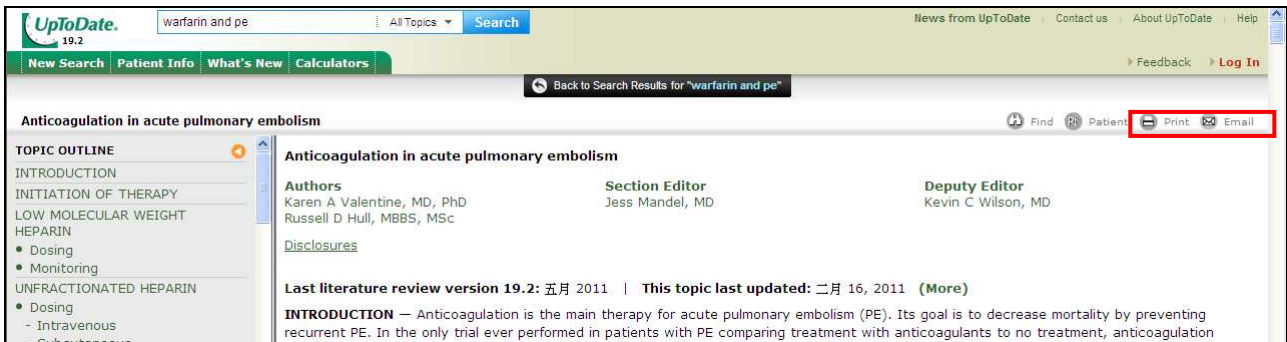 UpToDate.
19.2
warfarin and pe
All Topics
Search
News from UpToDate
Contact us
About UpToDate
Help
New Search
Patient Info
What's New
Calculators
Feedback
Log In
Back to Search Results for "warfarin and pe"
Anticoagulation in acute pulmonary embolism
Find
Patient
Print
Email
TOPIC OUTLINE
INTRODUCTION
INITIATION OF THERAPY
LOW MOLECULAR WEIGHT
HEPARIN
• Dosing
• Monitoring
UNFRACTIONATED HEPARIN
• Dosing
- Intravenous
Anticoagulation in acute pulmonary embolism
Authors
Karen A Valentine, MD, PhD
Russell D Hull, MBBS, MSc
Section Editor
Jess Mandel, MD
Deputy Editor
Kevin C Wilson, MD
Disclosures
Last literature review version 19.2: 五月 2011 | This topic last updated: 二月 16, 2011 (More)
INTRODUCTION — Anticoagulation is the main therapy for acute pulmonary embolism (PE). Its goal is to decrease mortality by preventing
recurrent PE. In the only trial ever performed in patients with PE comparing treatment with anticoagulants to no treatment, anticoagulation